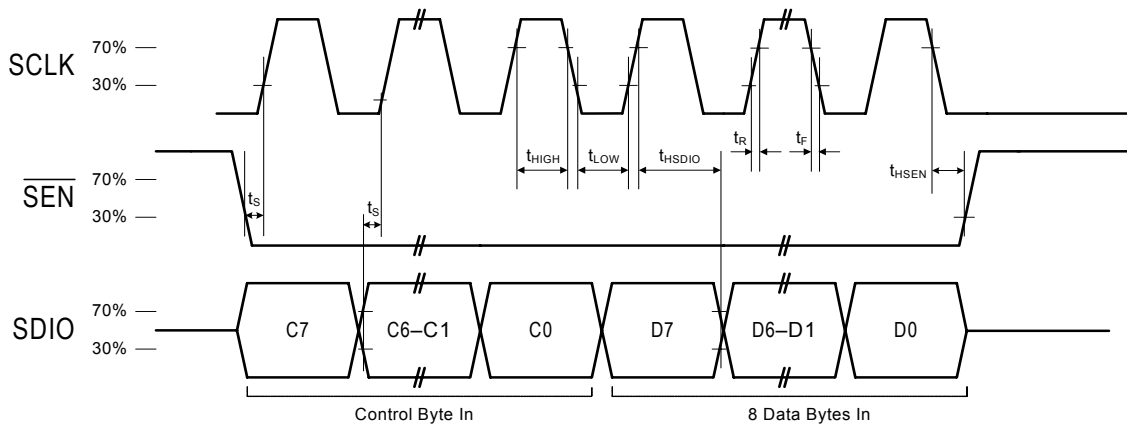 SCLK
70%
30%
tHIGH
tLOW
tHSDIO
tR
tF
tHSEN
SEN
70%
30%
tS
tS
SDIO
70%
30%
C7
C6–C1
C0
D7
D6–D1
D0
Control Byte In
8 Data Bytes In